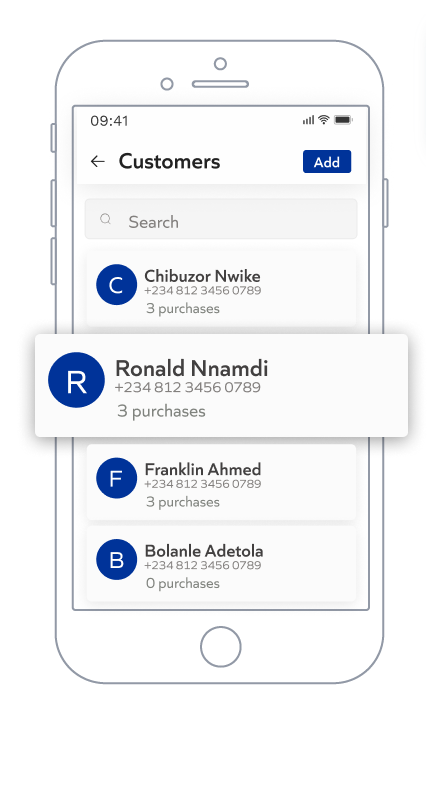 09:41
Customers
Add
Search
C
Chibuzor Nwike
+234 812 3456 0789
3 purchases
R
Ronald Nnamdi
+234 812 3456 0789
3 purchases
F
Franklin Ahmed
+234 812 3456 0789
3 purchases
B
Bolanle Adetola
+234 812 3456 0789
0 purchases